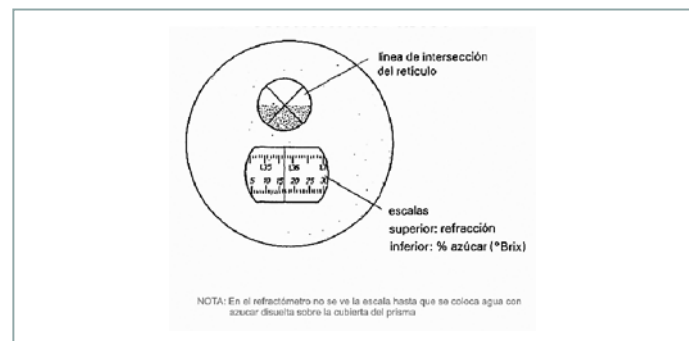 línea de intersección
del retículo
1.35 1.36
5 10 15 20 25 30
escalas
superior: refracción
inferior: % azúcar (°Brix)
NOTA: En el refractómetro no se ve la escala hasta que se coloca agua con
azucar disuelta sobre la cubierta del prisma